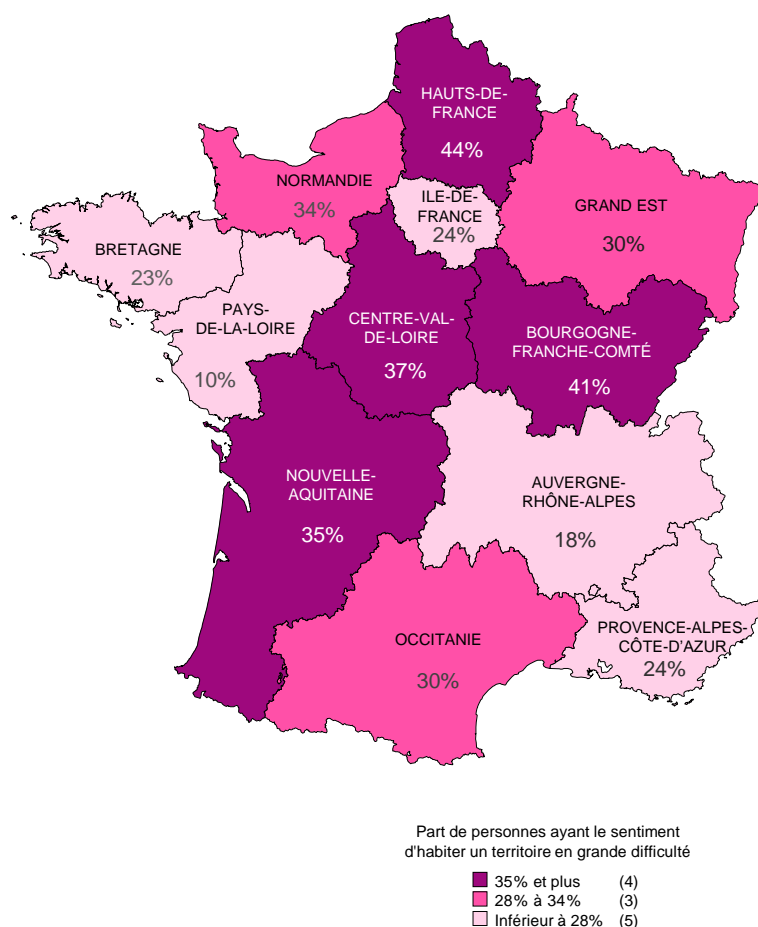 HAUTS-DE-
FRANCE
44%
NORMANDIE
34%
ILE-DE-
FRANCE
24%
GRAND EST
30%
BRETAGNE
23%
PAYS-
DE-LA-LOIRE
10%
CENTRE-VAL-
DE-LOIRE
37%
BOURGOGNE-
FRANCHE-COMTÉ
41%
NOUVELLE-
AQUITAINE
35%
AUVERGNE-
RHÔNE-ALPES
18%
OCCITANIE
30%
PROVENCE-ALPES-
CÔTE-D'AZUR
24%
Part de personnes ayant le sentiment
d'habiter un territoire en grande difficulté
35% et plus (4)
28% à 34% (3)
Inférieur à 28% (5)